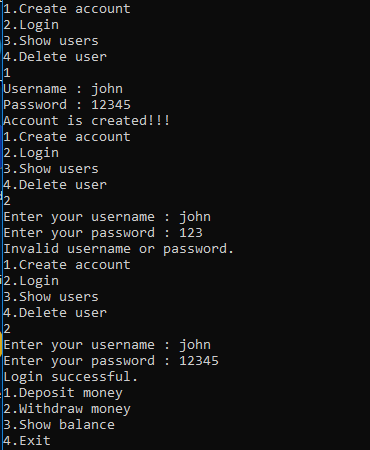 1.Create account
2.Login
3.Show users
4.Delete user
1
Username : john
Password : 12345
Account is created!!!
1.Create account
2.Login
3.Show users
4.Delete user
2
Enter your username : john
Enter your password : 123
Invalid username or password.
1.Create account
2.Login
3.Show users
4.Delete user
2
Enter your username : john
Enter your password : 12345
Login successful.
1.Deposit money
2.Withdraw money
3.Show balance
4.Exit